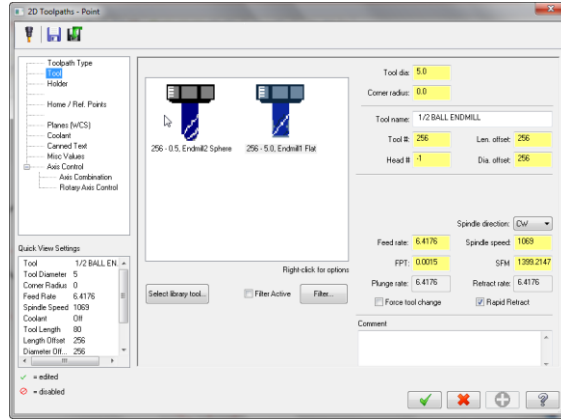 2D Toolpaths - Point
Toolpath Type
Tool
Holder
Home / Ref. Points
Planes (WCS)
Coolant
Canned Text
Misc Values
Axis Control
Axis Combination
Rotary Axis Control
Quick View Settings
Tool 1/2 BALL EN.
Tool Diameter 5
Corner Radius 0
Feed Rate 6.4176
Spindle Speed 1069
Coolant Off
Tool Length 80
Length Offset 256
Diameter Off... 256
= edited
= disabled
256 - 0.5, Endmill2 Sphere
256 - 5.0, Endmill1 Flat
Right-click for options
Select library tool...
Filter Active
Filter...
Tool dia: 5.0
Corner radius: 0.0
Tool name: 1/2 BALL ENDMILL
Tool #: 256 Len. offset: 256
Head # -1 Dia. offset: 256
Spindle direction: CW
Feed rate: 6.4176 Spindle speed: 1069
FPT: 0.0015 SFM 1399.2147
Plunge rate: 6.4176 Retract rate: 6.4176
Force tool change Rapid Retract
Comment